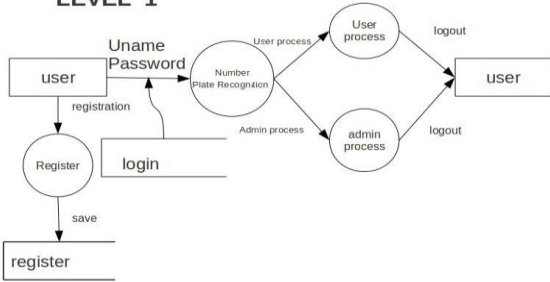 LEVEL 1
Uname
Password
user
registration
Register
save
register
login
Number
Plate Recognition
User process
Admin process
User
process
admin
process
logout
logout
user